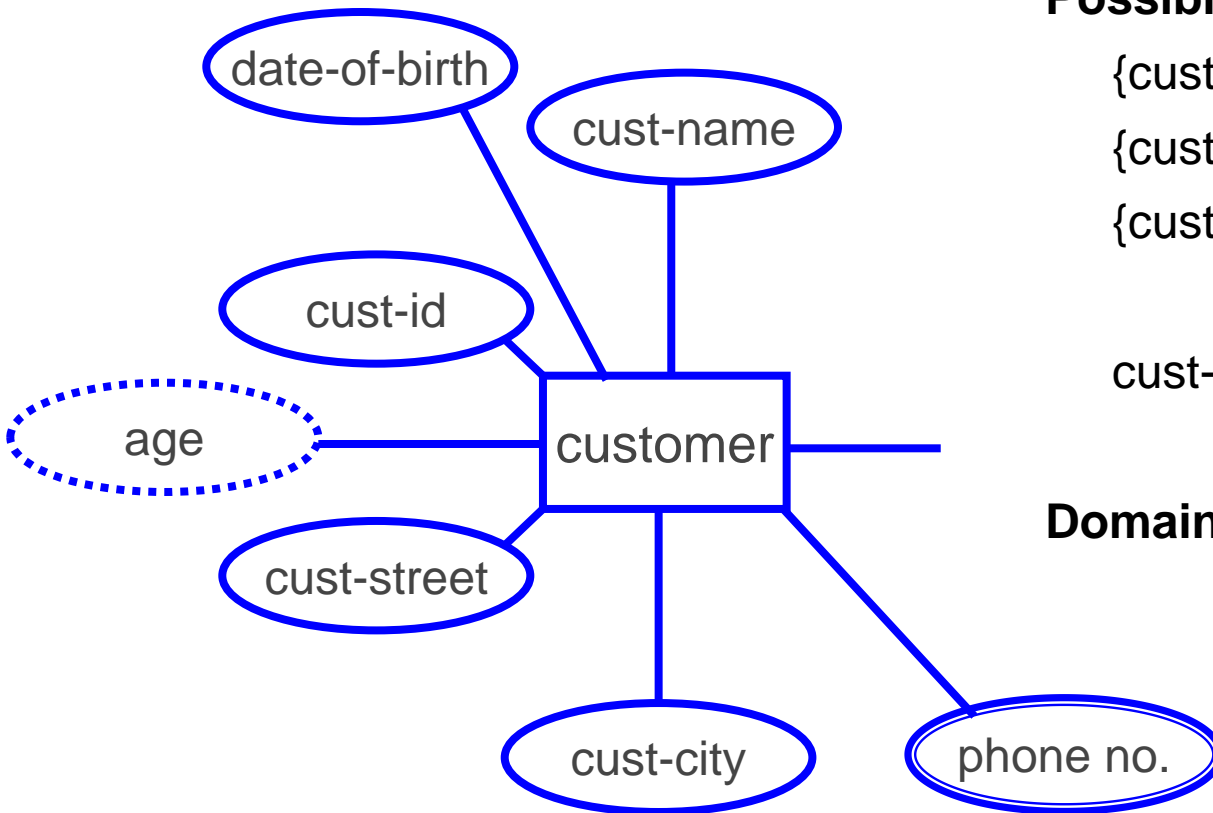 date-of-birth
cust-name
{cust
{cust
{cust
cust-id
cust-
age
customer
Domain
cust-street
cust-city
phone no.